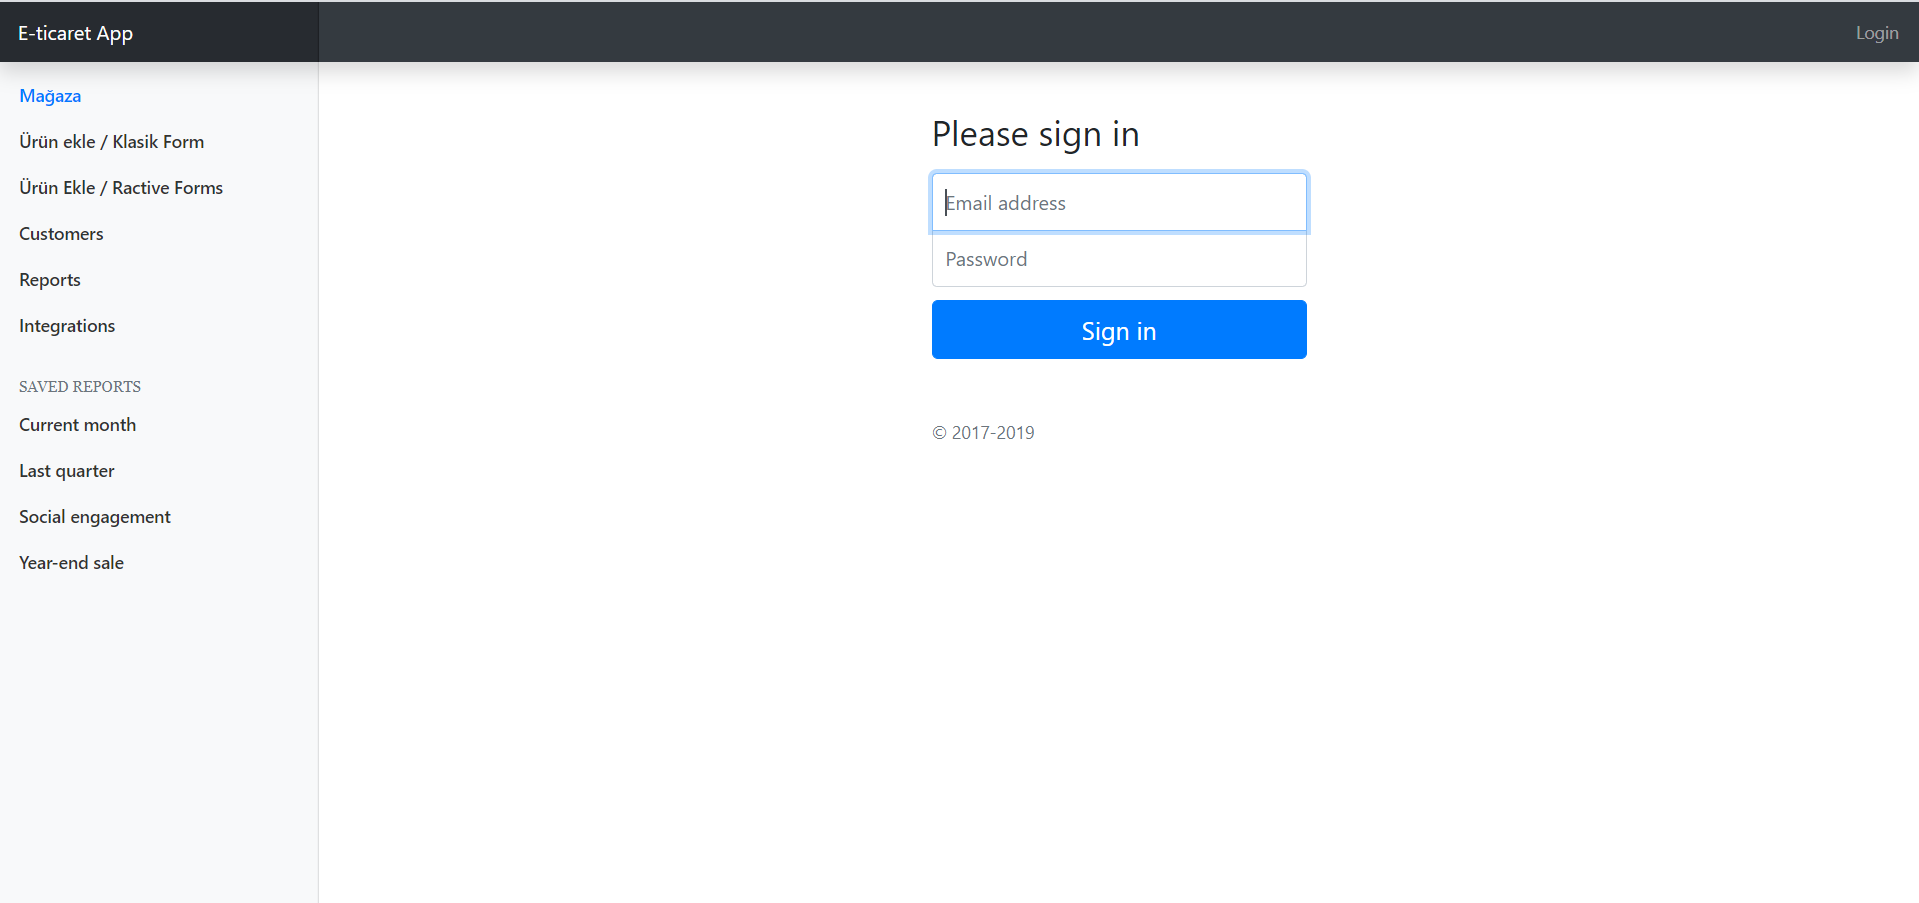 E-ticaret App
Login
Mağaza
Ürün ekle / Klasik Form
Ürün Ekle / Ractive Forms
Customers
Reports
Integrations
SAVED REPORTS
Current month
Last quarter
Social engagement
Year-end sale
Please sign in
Email address
Password
Sign in
© 2017-2019